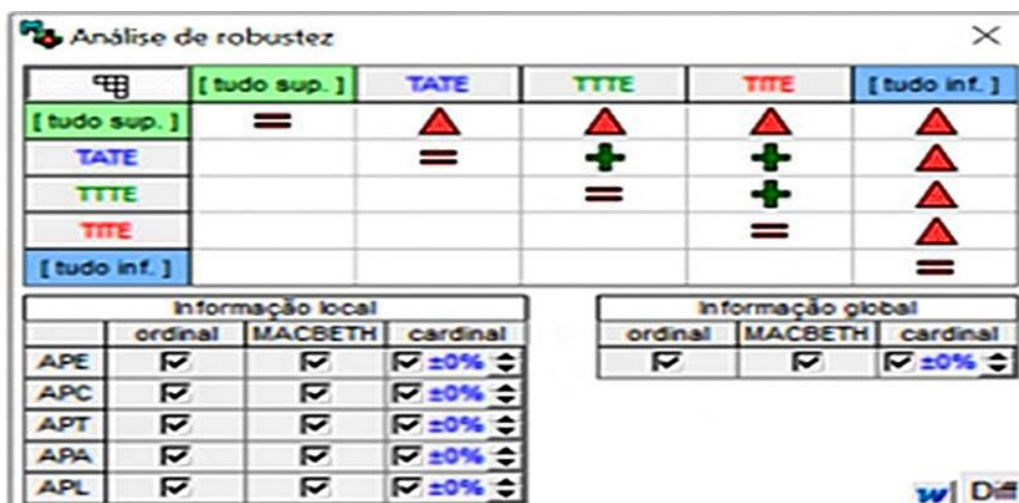 Análise de robustez
[ tudo sup. ] TATE TTTE TITE [ tudo inf. ]
[ tudo sup. ]
TATE
TTTE
TITE
[ tudo inf. ]
Informação local
ordinal MACBETH cardinal
APE ±0%
APC ±0%
APT ±0%
APA ±0%
APL ±0%
Informação global
ordinal MACBETH cardinal
±0%
W